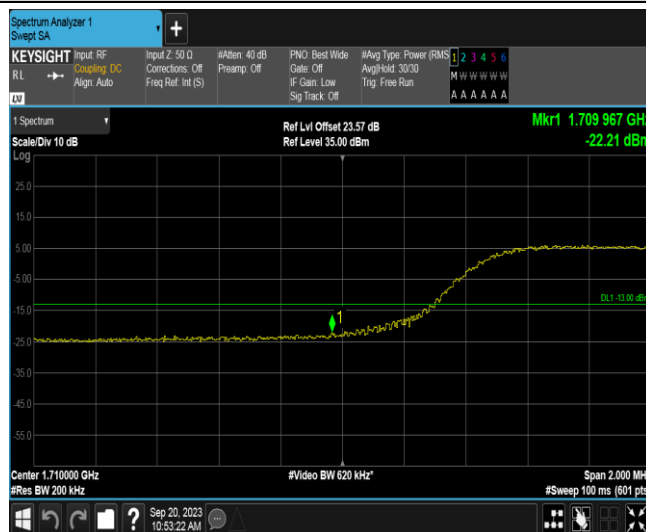 Spectrum Analyzer 1
Swept SA
+
KEYSIGHT
RL
LXI
Input: RF
Coupling: DC
Align: Auto
Input Z: 50 Ω
Corrections: Off
Freq Ref: Int (S)
#Atten: 40 dB
Preamp: Off
PNO: Best Wide
Gate: Off
IF Gain: Low
Sig Track: Off
#Avg Type: Power (RMS
Avg|Hold: 30/30
Trig: Free Run
1 2 3 4 5 6
M W W W W W
A A A A A A
1 Spectrum
Scale/Div 10 dB
Ref Lvl Offset 23.57 dB
Ref Level 35.00 dBm
Mkr1 1.709 967 GHz
-22.21 dBm
Log
25.0
15.0
5.00
-5.00
-15.0
-25.0
-35.0
-45.0
-55.0
DL1 -13.00 dBm
1
Center 1.710000 GHz
#Res BW 200 kHz
#Video BW 620 kHz*
Span 2.000 MH
#Sweep 100 ms (601 pts
?
Sep 20, 2023
10:53:22 AM